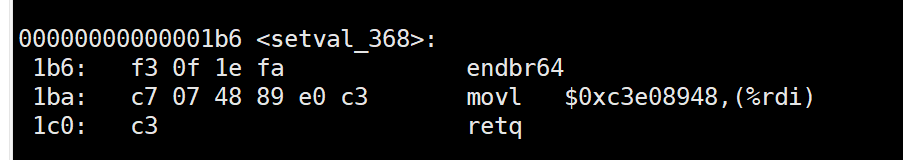 00000000000001b6 <setval_368>:
1b6: f3 0f 1e fa endbr64
1ba: c7 07 48 89 e0 c3 movl $0xc3e08948,(%rdi)
1c0: c3 retq